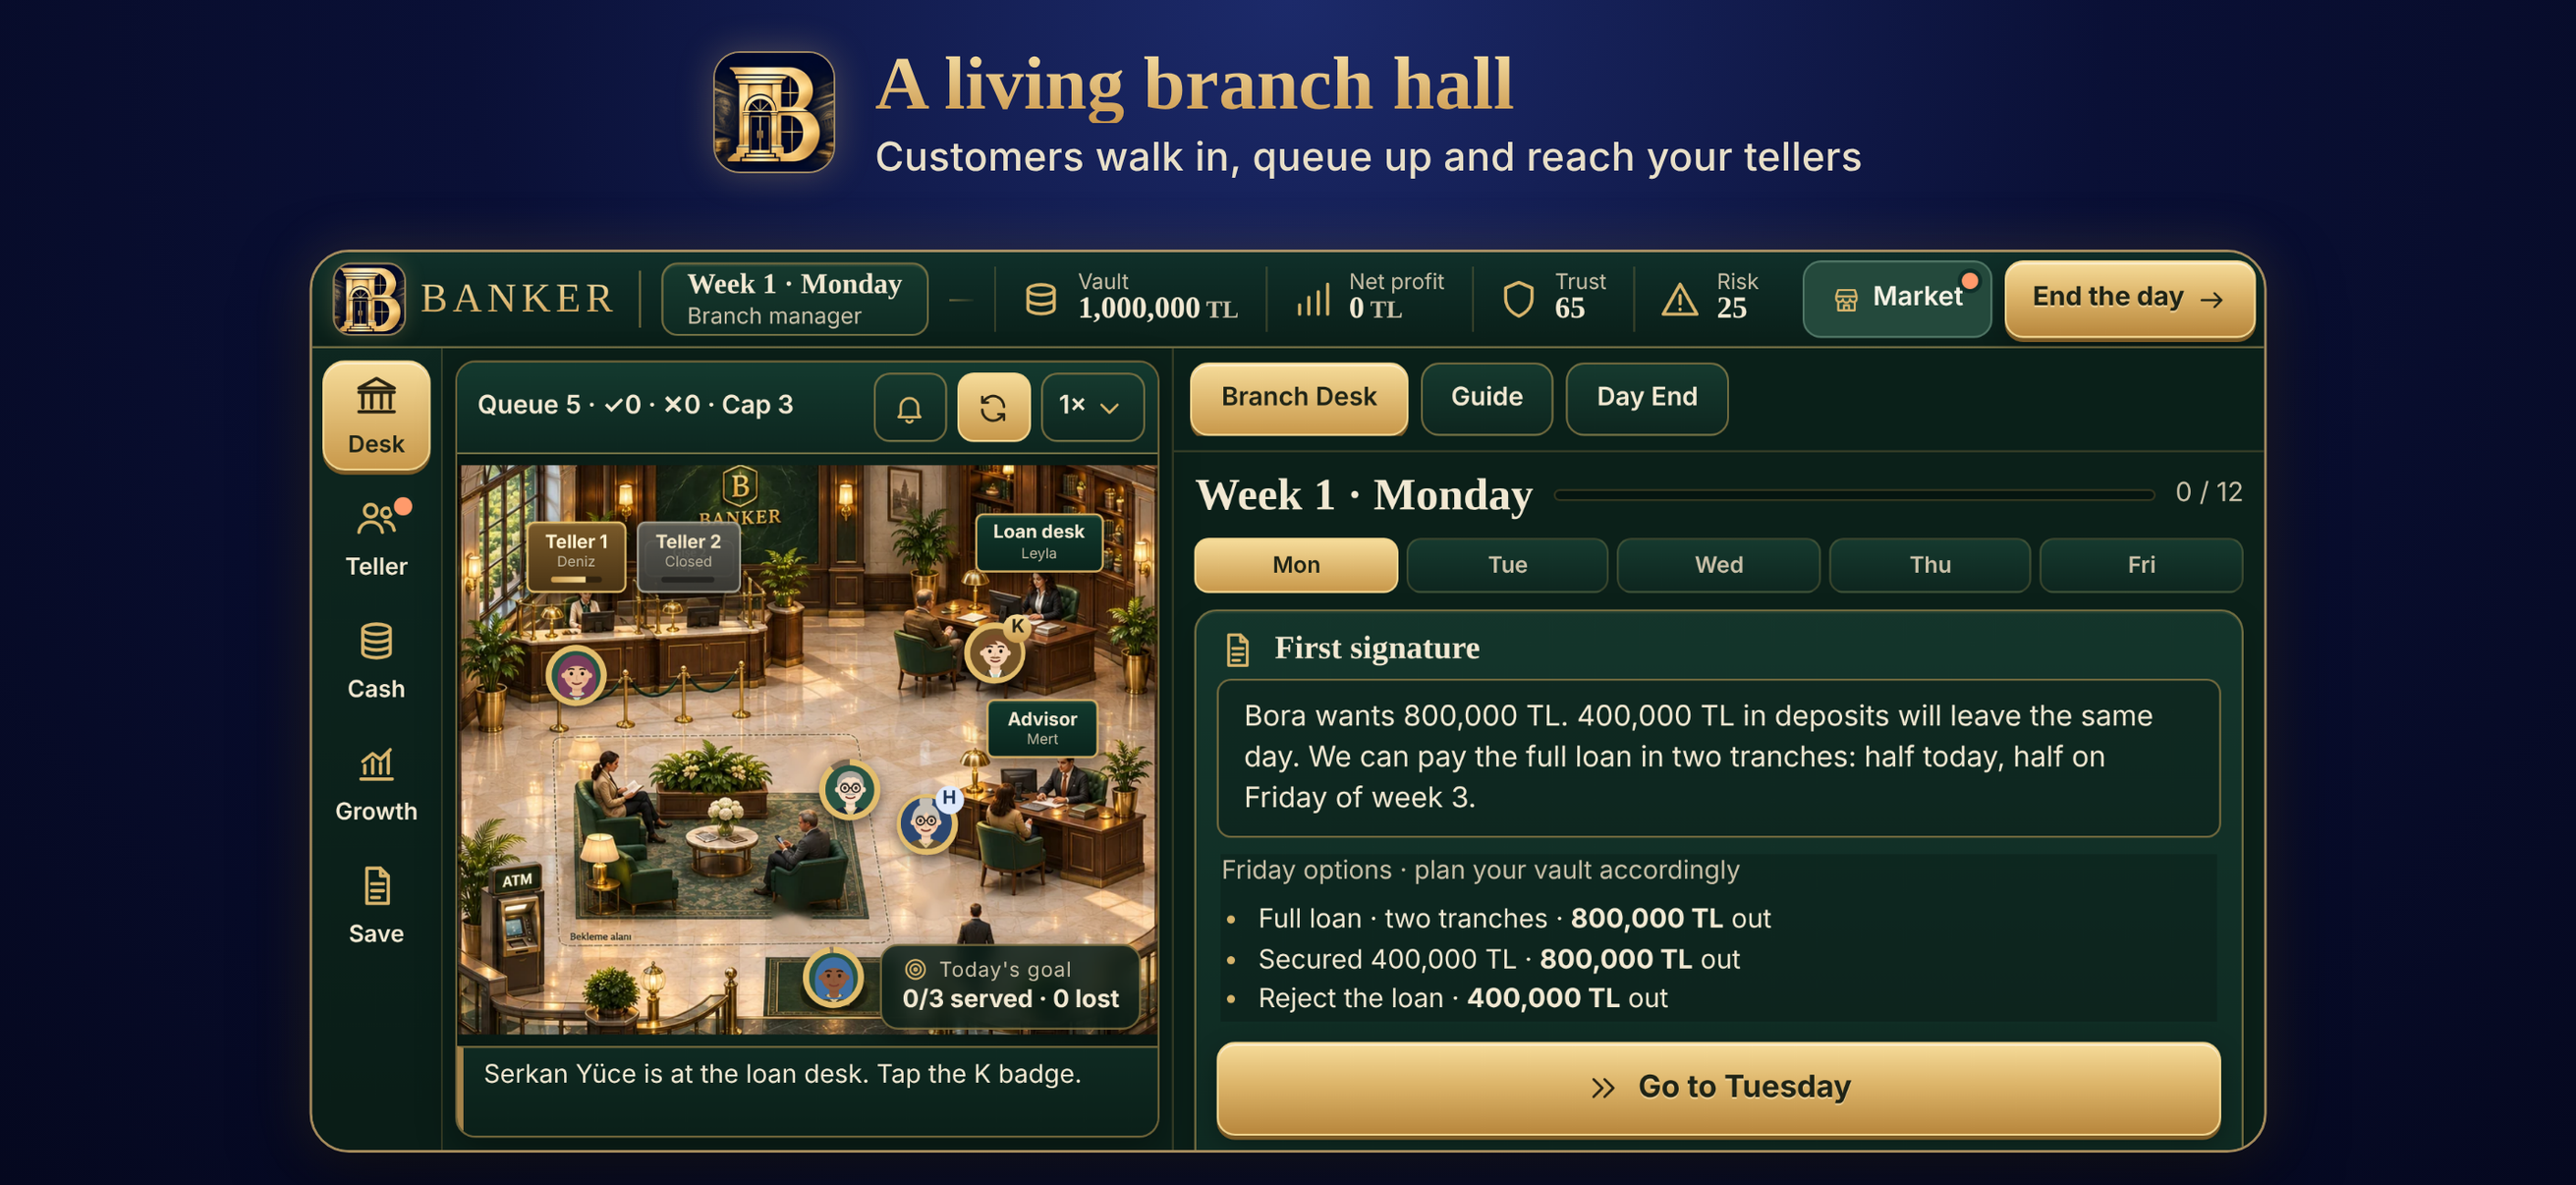 A living branch hall
Customers walk in, queue up and reach your tellers
BANKER
Week 1 · Monday
Branch manager
Vault
1,000,000 TL
Net profit
0 TL
Trust
65
Risk
25
Market
End the day →
Desk
Teller
Cash
Growth
Save
Queue 5 · ✓0 · ✕0 · Cap 3
1×
B
BANKER
Teller 1
Deniz
Teller 2
Closed
Loan desk
Leyla
K
Advisor
Mert
H
ATM
Bekleme alanı
Today's goal
0/3 served · 0 lost
Serkan Yüce is at the loan desk. Tap the K badge.
Branch Desk
Guide
Day End
Week 1 · Monday
0 / 12
Mon
Tue
Wed
Thu
Fri
First signature
Bora wants 800,000 TL. 400,000 TL in deposits will leave the same
day. We can pay the full loan in two tranches: half today, half on
Friday of week 3.
Friday options · plan your vault accordingly
• Full loan · two tranches · 800,000 TL out
• Secured 400,000 TL · 800,000 TL out
• Reject the loan · 400,000 TL out
Go to Tuesday